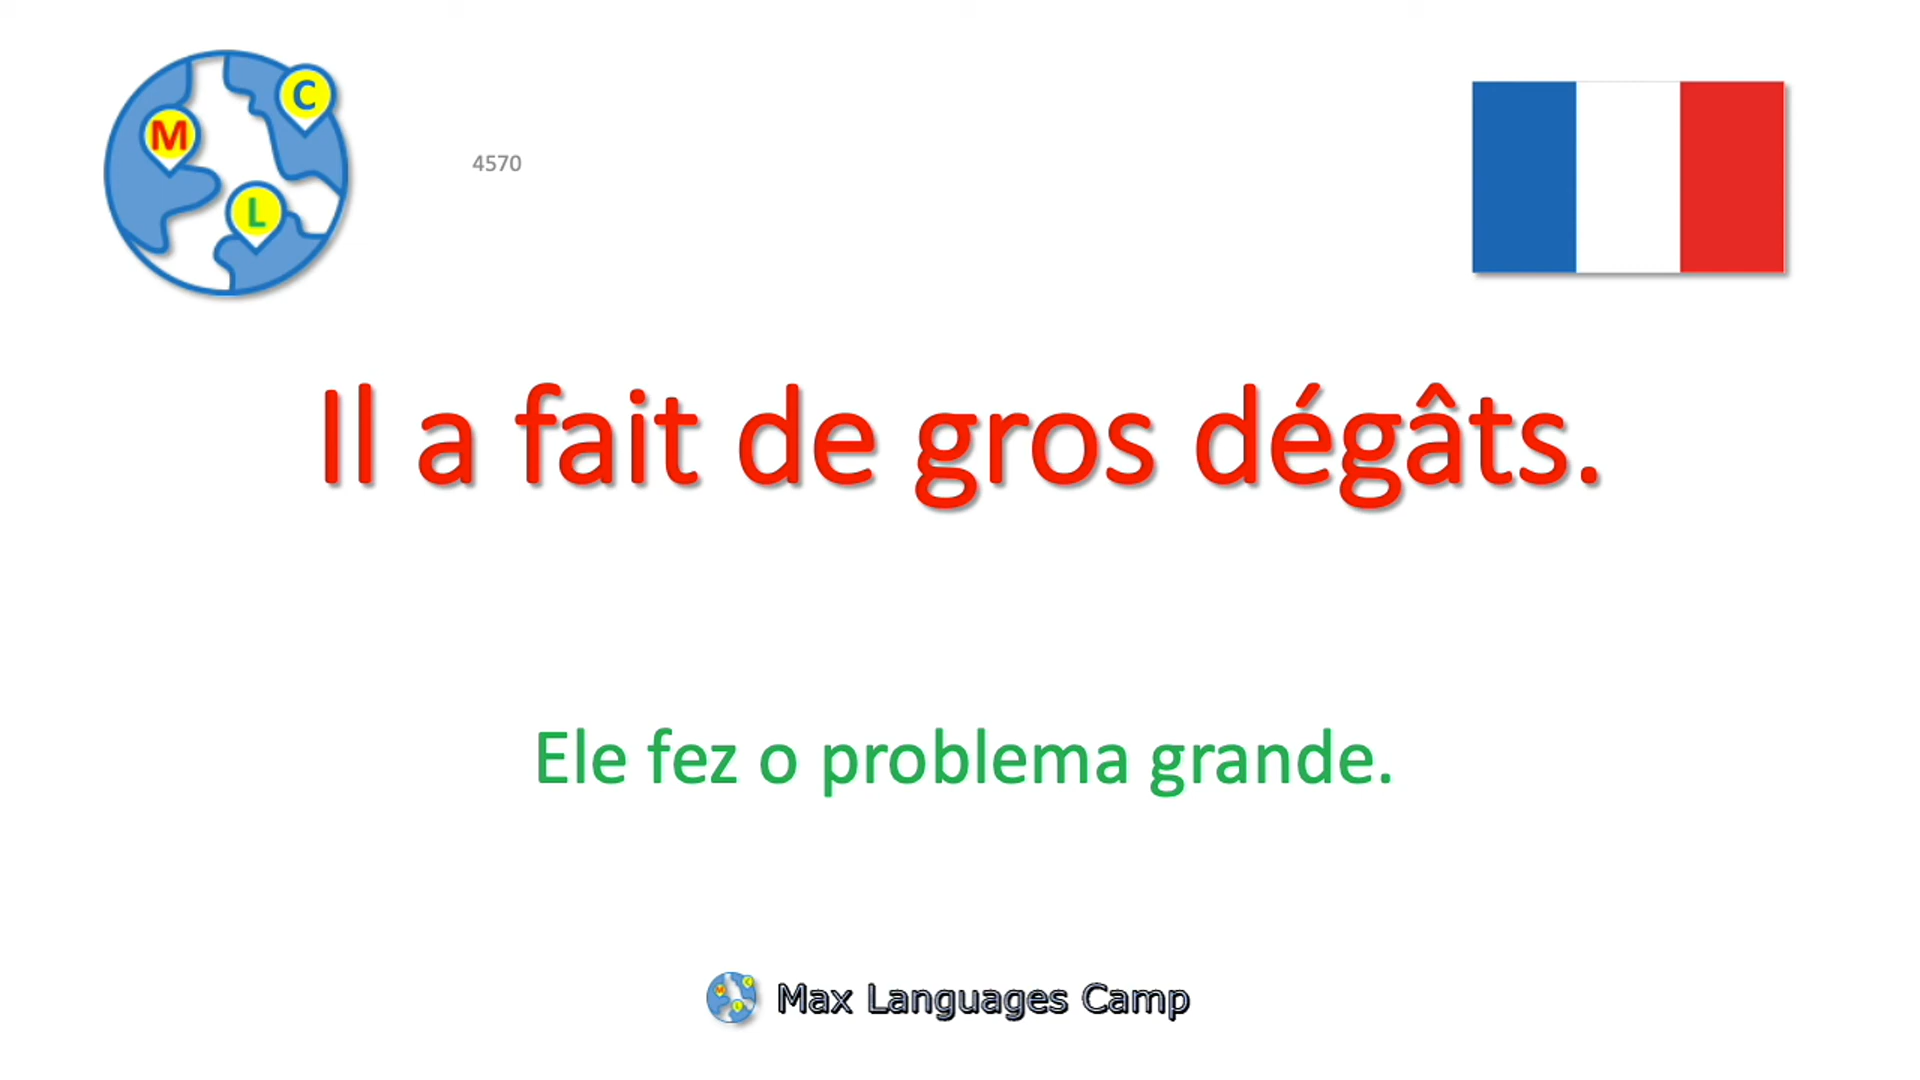 C
M
L
4570
Il a fait de gros dégâts.
Ele fez o problema grande.
Max Languages Camp